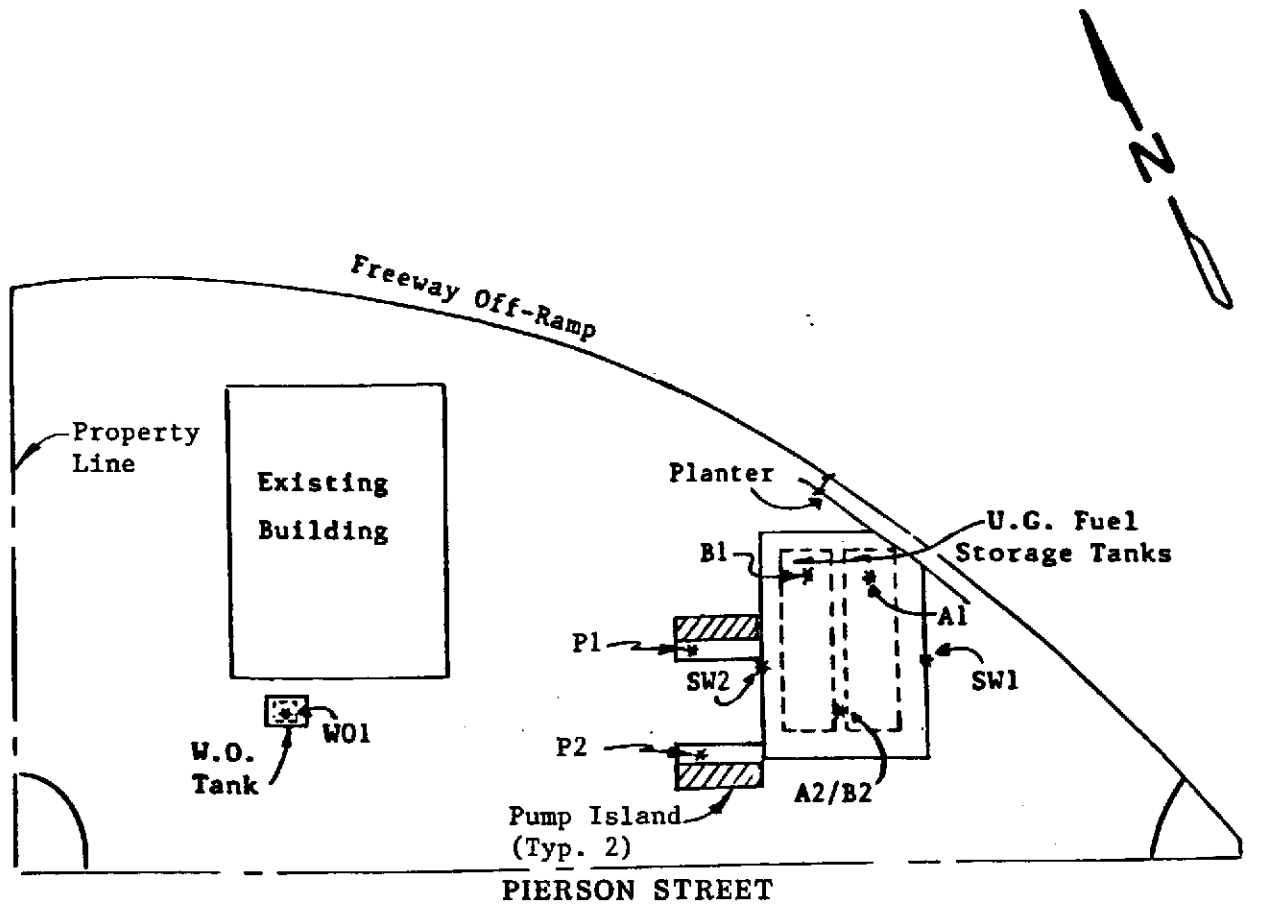 N
Freeway Off-Ramp
Property
Line
Existing
Building
Planter
U.G. Fuel
Storage Tanks
B1
A1
P1
SW2
SW1
WO1
W.O.
Tank
P2
A2/B2
Pump Island
(Typ. 2)
PIERSON STREET